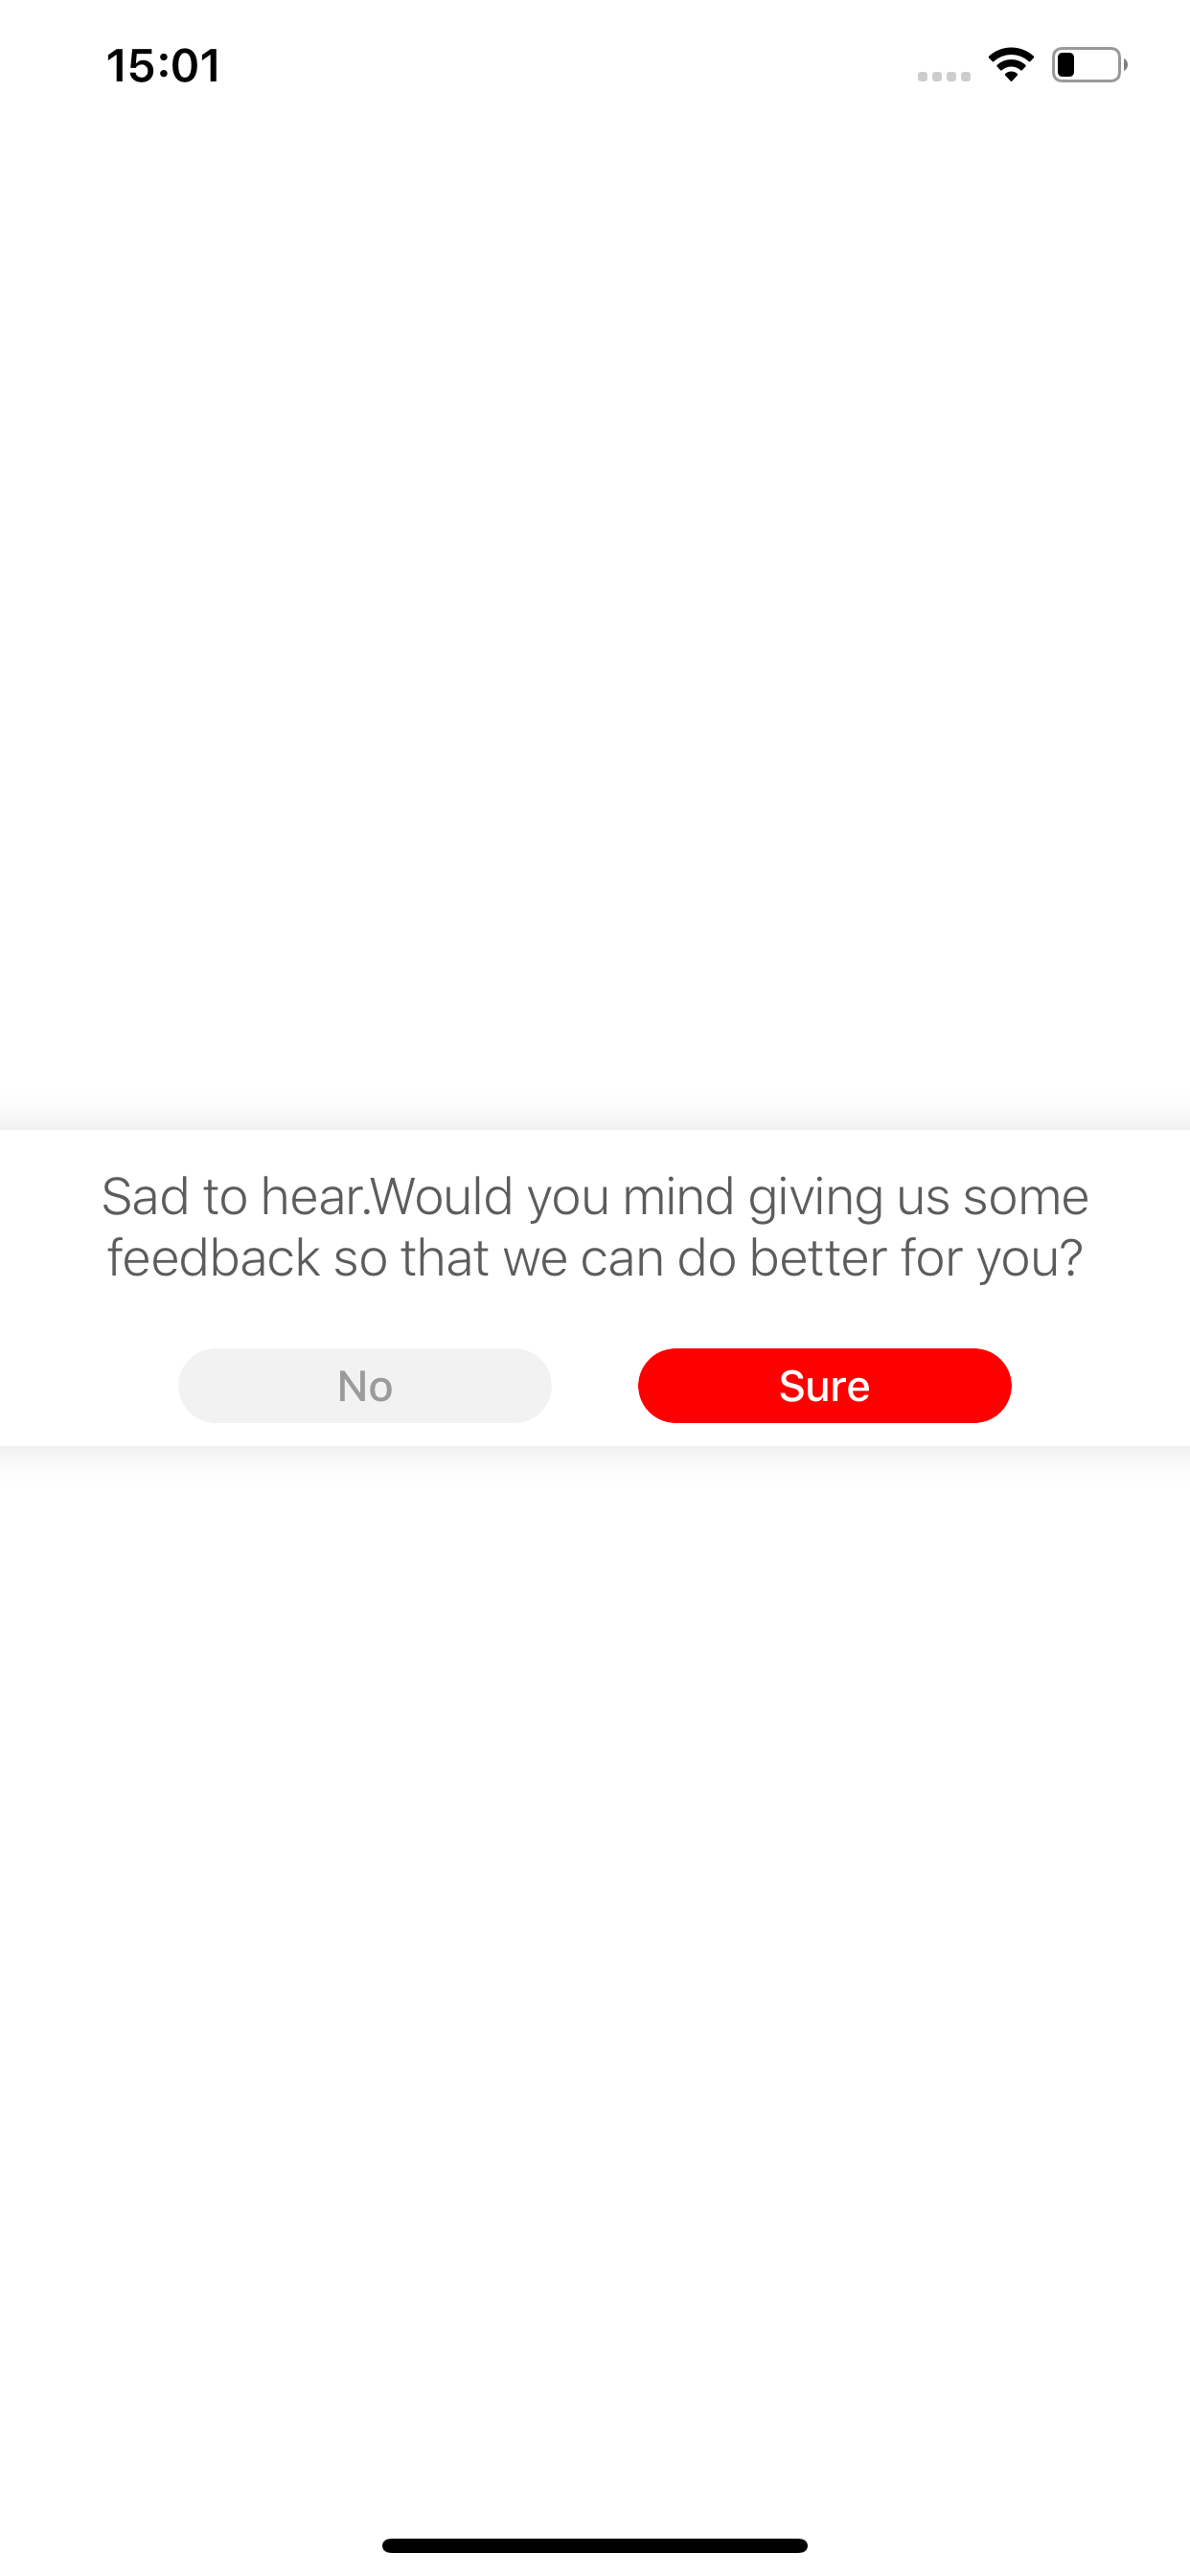 15:01
Sad to hear.Would you mind giving us some
feedback so that we can do better for you?
No
Sure